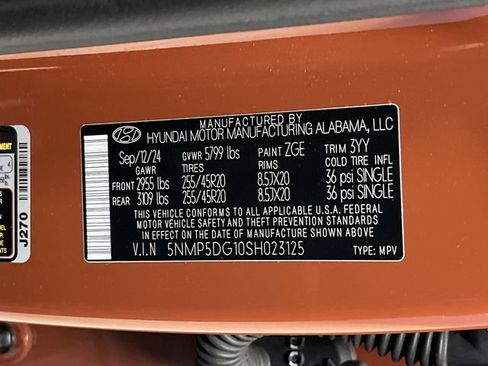 MANUFACTURED BY
HYUNDAI MOTOR MANUFACTURING ALABAMA, LLC
Sep/12/24 GVWR 5799 lbs PAINT ZGE TRIM 3YY
GAWR TIRES RIMS COLD TIRE INFL
FRONT 2955 lbs 255/45R20 8.5JX20 36 psi SINGLE
REAR 3109 lbs 255/45R20 8.5JX20 36 psi SINGLE
THIS VEHICLE CONFORMS TO ALL APPLICABLE U.S.A. FEDERAL
MOTOR VEHICLE SAFETY AND THEFT PREVENTION STANDARDS
IN EFFECT ON THE DATE OF MANUFACTURE SHOWN ABOVE
V.I.N 5NMP5DG10SH023125 TYPE: MPV
J270